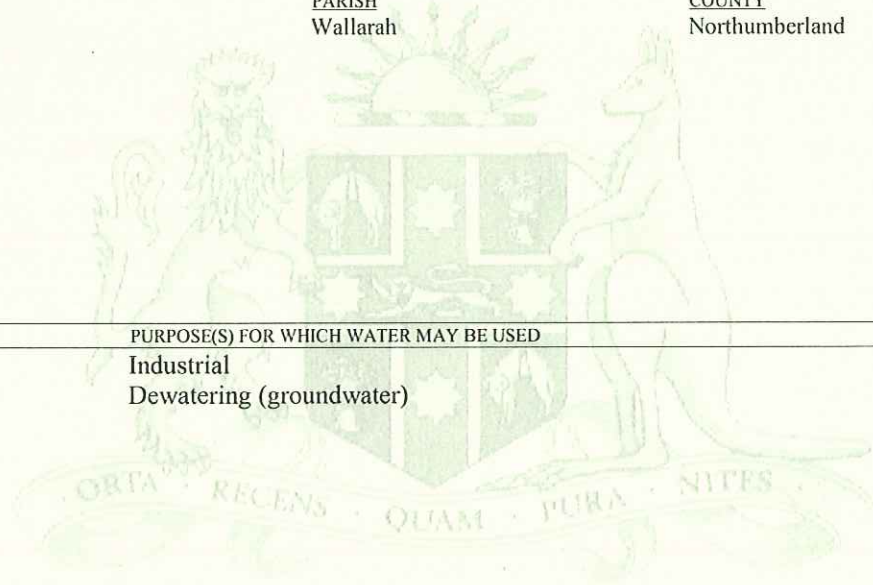 PARISH COUNTY
Wallarah Northumberland
PURPOSE(S) FOR WHICH WATER MAY BE USED
Industrial
Dewatering (groundwater)
ORTA · RECENS · QUAM · PURA · NITES